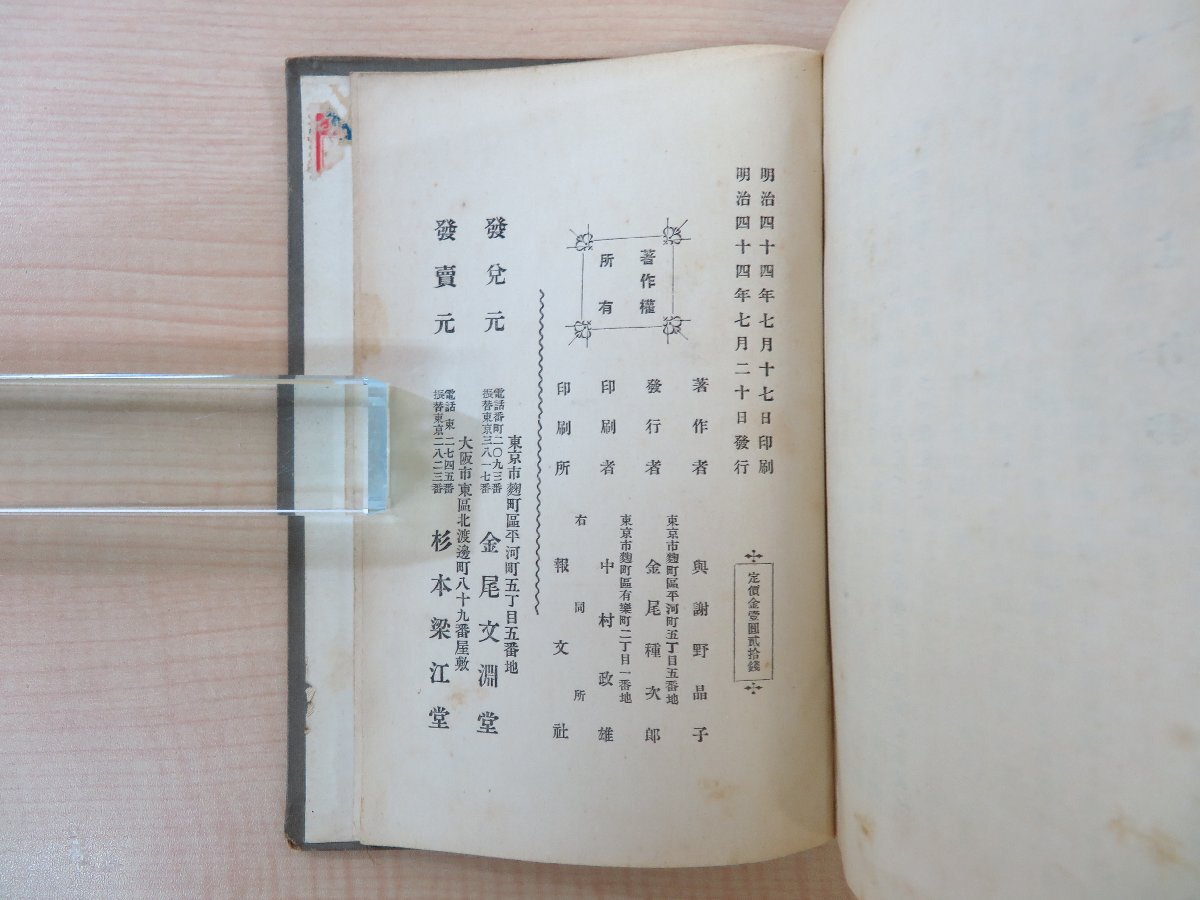 明治四十四年七月十七日印刷
明治四十四年七月二十日發行
定價金壹圓貳拾錢
著作權
所有
著作者 與謝野晶子
東京市麴町區平河町五丁目五番地
發行者 金尾種次郎
東京市麴町區有樂町二丁目一番地
印刷者 中村政雄
右同所
印刷所 報文社
東京市麴町區平河町五丁目五番地
發兌元 金尾文淵堂
電話番町二〇九三番
振替東京三八一七番
大阪市東區北渡邊町八十九番屋敷
發賣元 杉本梁江堂
電話東二七四五番
振替東京二八二三番